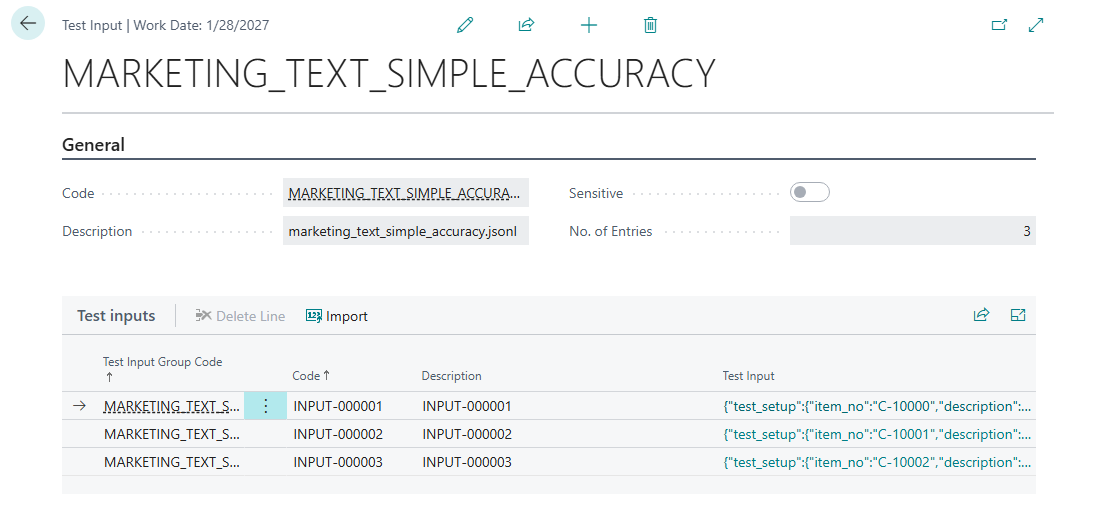 Test Input | Work Date: 1/28/2027
MARKETING_TEXT_SIMPLE_ACCURACY
General
Code MARKETING_TEXT_SIMPLE_ACCURA... Sensitive
Description marketing_text_simple_accuracy.jsonl No. of Entries 3
Test inputs Delete Line Import
Test Input Group Code ↑ Code ↑ Description Test Input
MARKETING_TEXT_S... INPUT-000001 INPUT-000001 {"test_setup":{"item_no":"C-10000","description":...
MARKETING_TEXT_S... INPUT-000002 INPUT-000002 {"test_setup":{"item_no":"C-10001","description":...
MARKETING_TEXT_S... INPUT-000003 INPUT-000003 {"test_setup":{"item_no":"C-10002","description":...